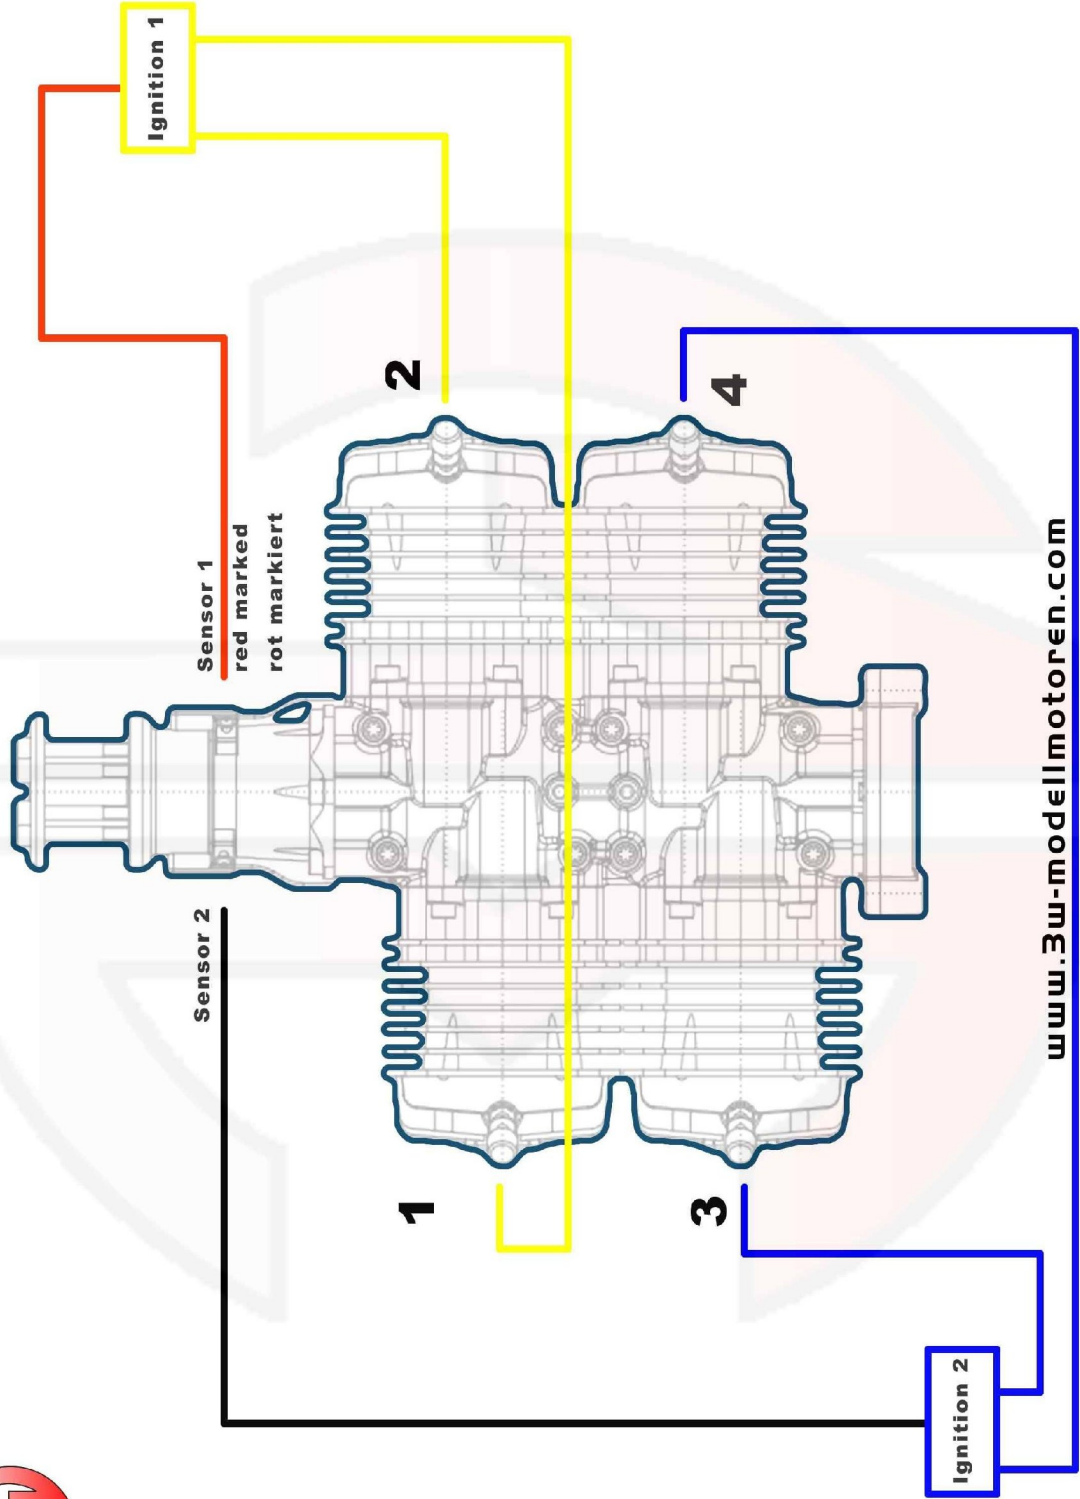 Ignition 1
2
4
Sensor 1
red marked
rot markiert
Sensor 2
1
3
Ignition 2
www.3w-modellmotoren.com